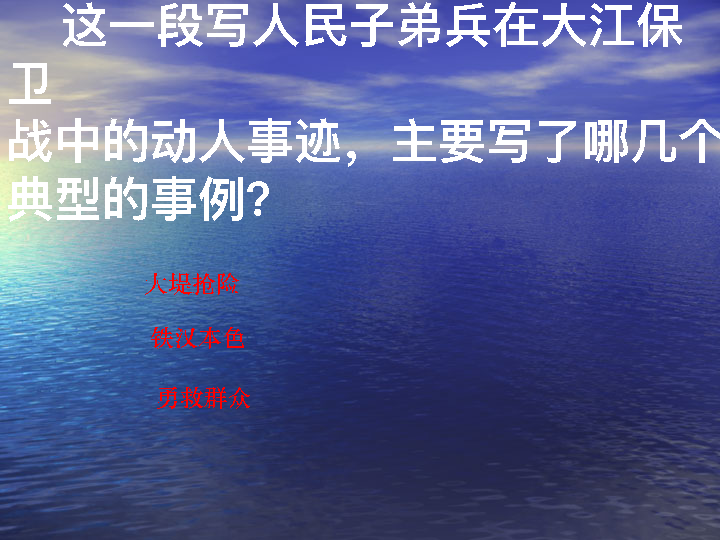 这一段写人民子弟兵在大江保
卫
战中的动人事迹，主要写了哪几个
典型的事例？
大堤抢险
铁汉本色
勇救群众